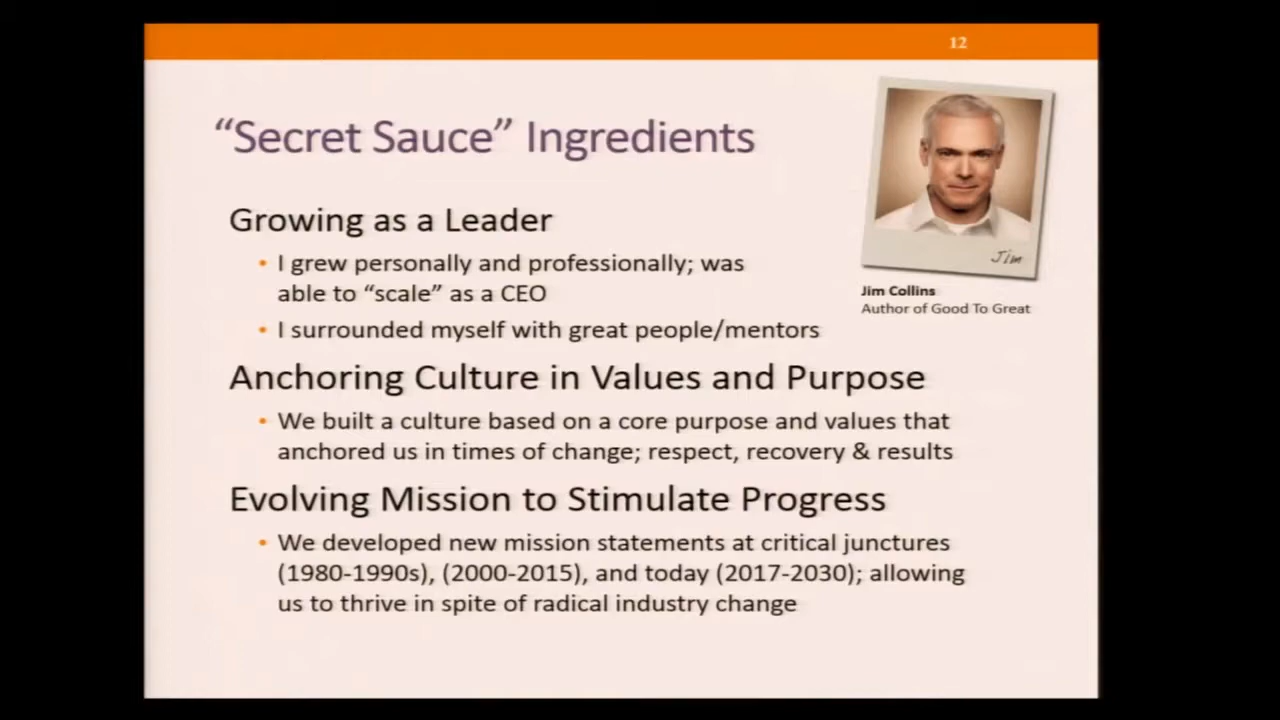 12
“Secret Sauce” Ingredients
Jim
Jim Collins
Author of Good To Great
Growing as a Leader
• I grew personally and professionally; was
able to “scale” as a CEO
• I surrounded myself with great people/mentors
Anchoring Culture in Values and Purpose
• We built a culture based on a core purpose and values that
anchored us in times of change; respect, recovery & results
Evolving Mission to Stimulate Progress
• We developed new mission statements at critical junctures
(1980-1990s), (2000-2015), and today (2017-2030); allowing
us to thrive in spite of radical industry change